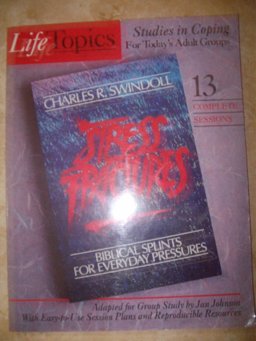 Life Topics
Life
Studies in Coping
For Today's Adult Groups
13
COMPLETE
SESSIONS
CHARLES R. SWINDOLL
STRESS
FRACTURES
BIBLICAL SPLINTS
FOR EVERYDAY PRESSURES
Adapted for Group Study by Jan Johnson
With Easy-to-Use Session Plans and Reproducible Resources